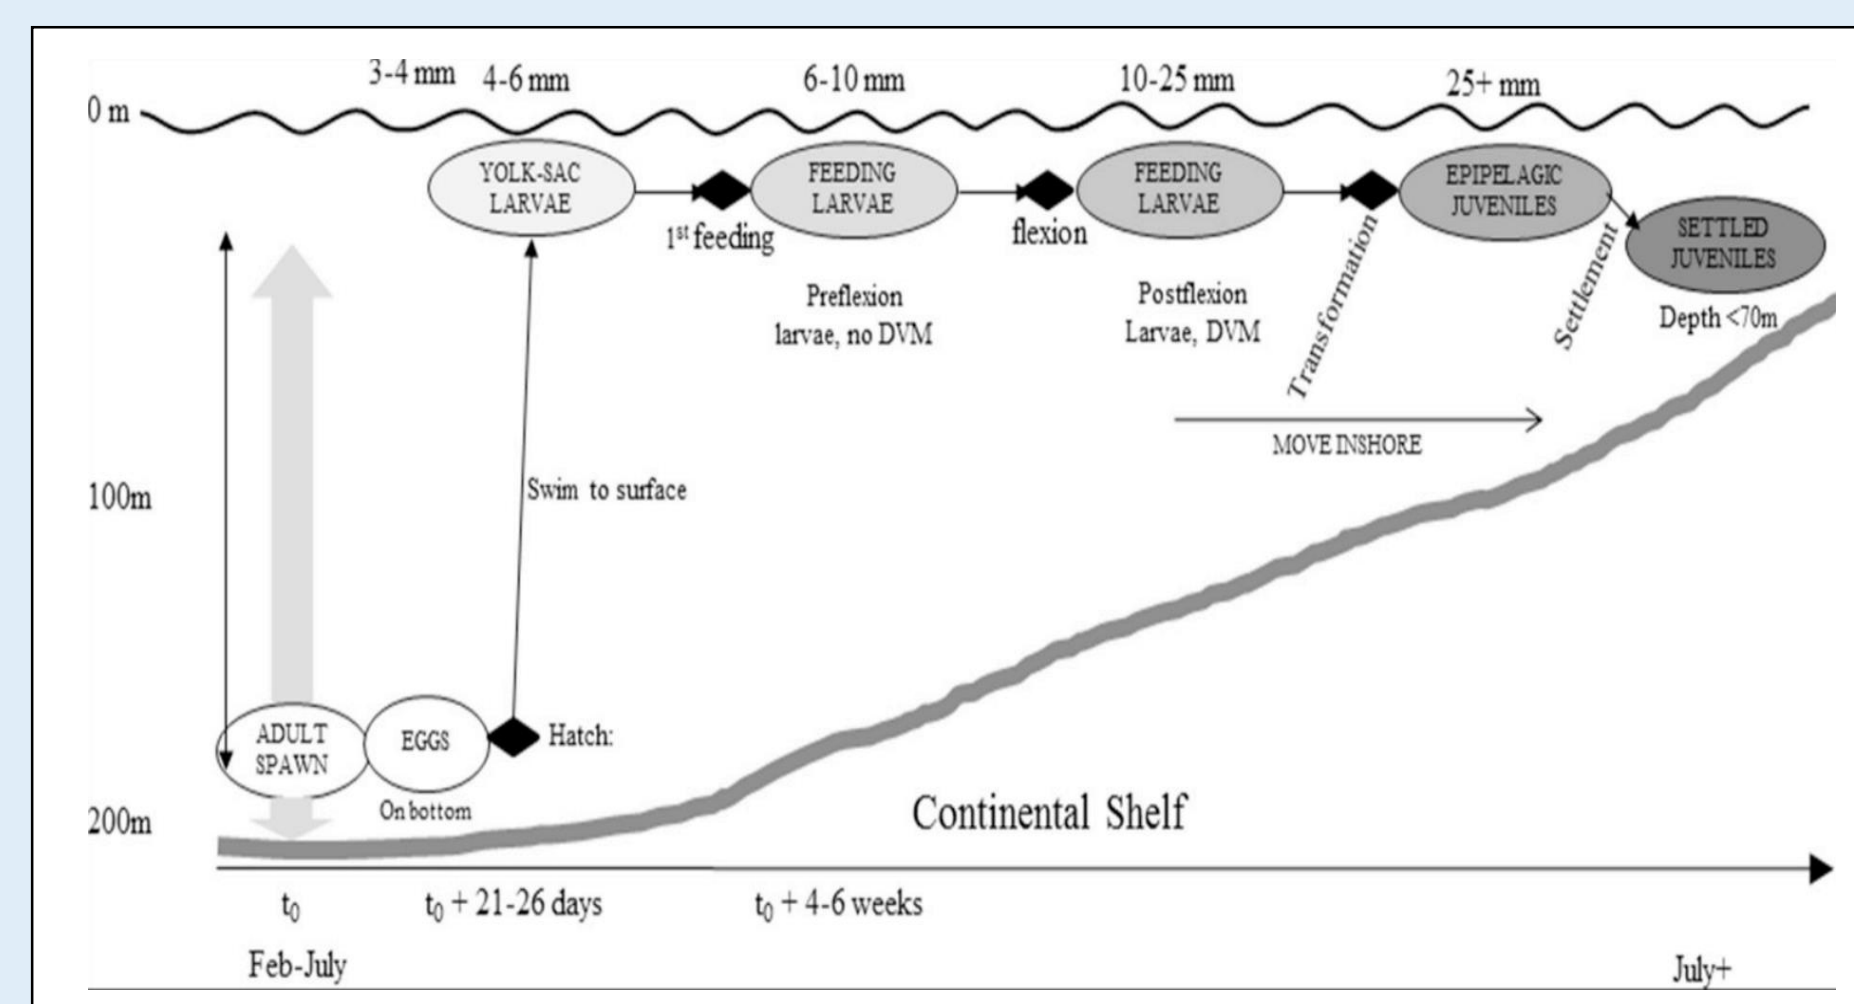 3-4 mm 4-6 mm 6-10 mm 10-25 mm 25+ mm
0 m
YOLK-SAC
LARVAE
1st feeding
FEEDING
LARVAE
Preflexion
larvae, no DVM
flexion
FEEDING
LARVAE
Postflexion
Larvae, DVM
Transformation
EPIPELAGIC
JUVENILES
Settlement
SETTLED
JUVENILES
Depth <70m
MOVE INSHORE
100m
Swim to surface
ADULT
SPAWN
EGGS
On bottom
Hatch:
200m
Continental Shelf
t0
t0 + 21-26 days
t0 + 4-6 weeks
Feb-July
July+